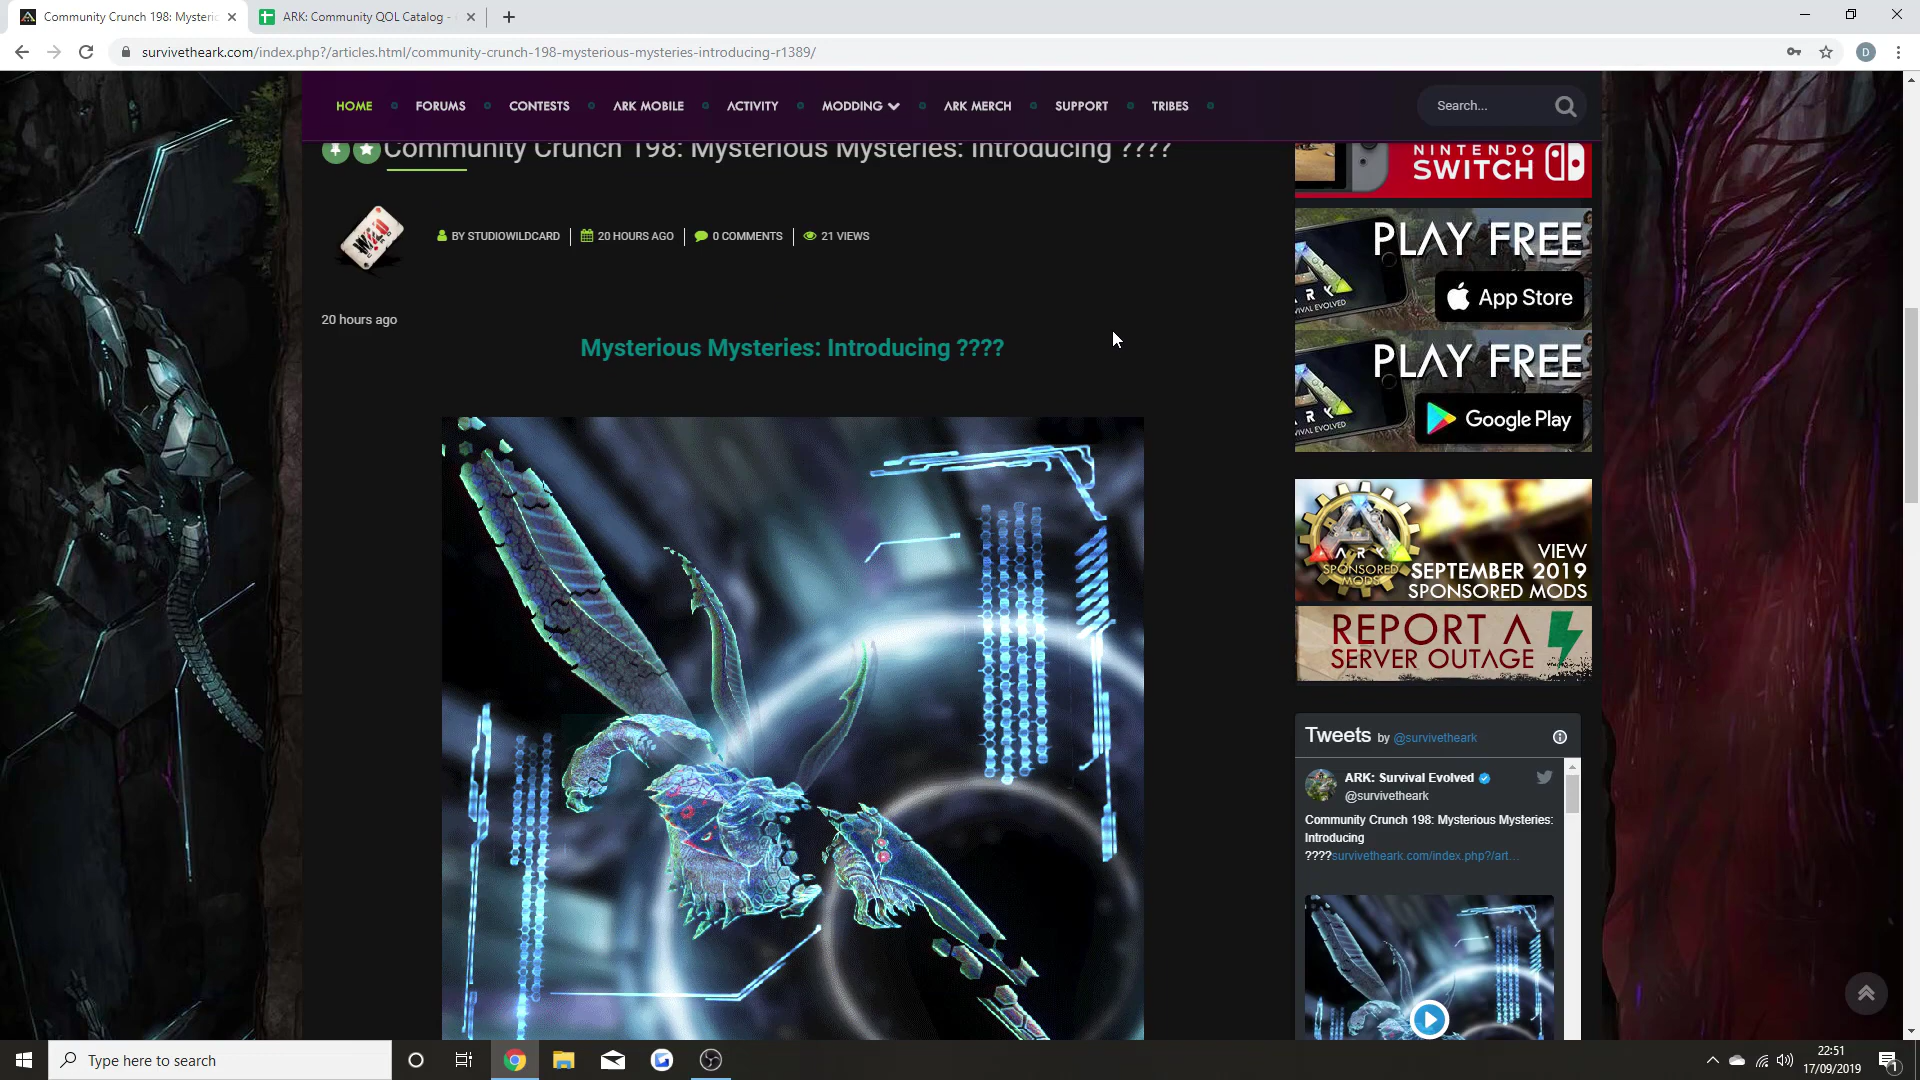 Community Crunch 198: Mysteric
ARK: Community QOL Catalog -
survivetheark.com/index.php?/articles.html/community-crunch-198-mysterious-mysteries-introducing-r1389/
D
HOME
FORUMS
CONTESTS
ARK MOBILE
ACTIVITY
MODDING
ARK MERCH
SUPPORT
TRIBES
Search...
Community Crunch 198: Mysterious Mysteries: Introducing ????
WILD
BY STUDIOWILDCARD
20 HOURS AGO
0 COMMENTS
21 VIEWS
20 hours ago
Mysterious Mysteries: Introducing ????
NINTENDO
SWITCH
PLAY FREE
App Store
PLAY FREE
Google Play
ARK
SPONSORED
MODS
VIEW
SEPTEMBER 2019
SPONSORED MODS
REPORT A
SERVER OUTAGE
Tweets by @survivetheark
ARK: Survival Evolved
@survivetheark
Community Crunch 198: Mysterious Mysteries:
Introducing
????survivetheark.com/index.php?/art...
Type here to search
22:51
17/09/2019
1